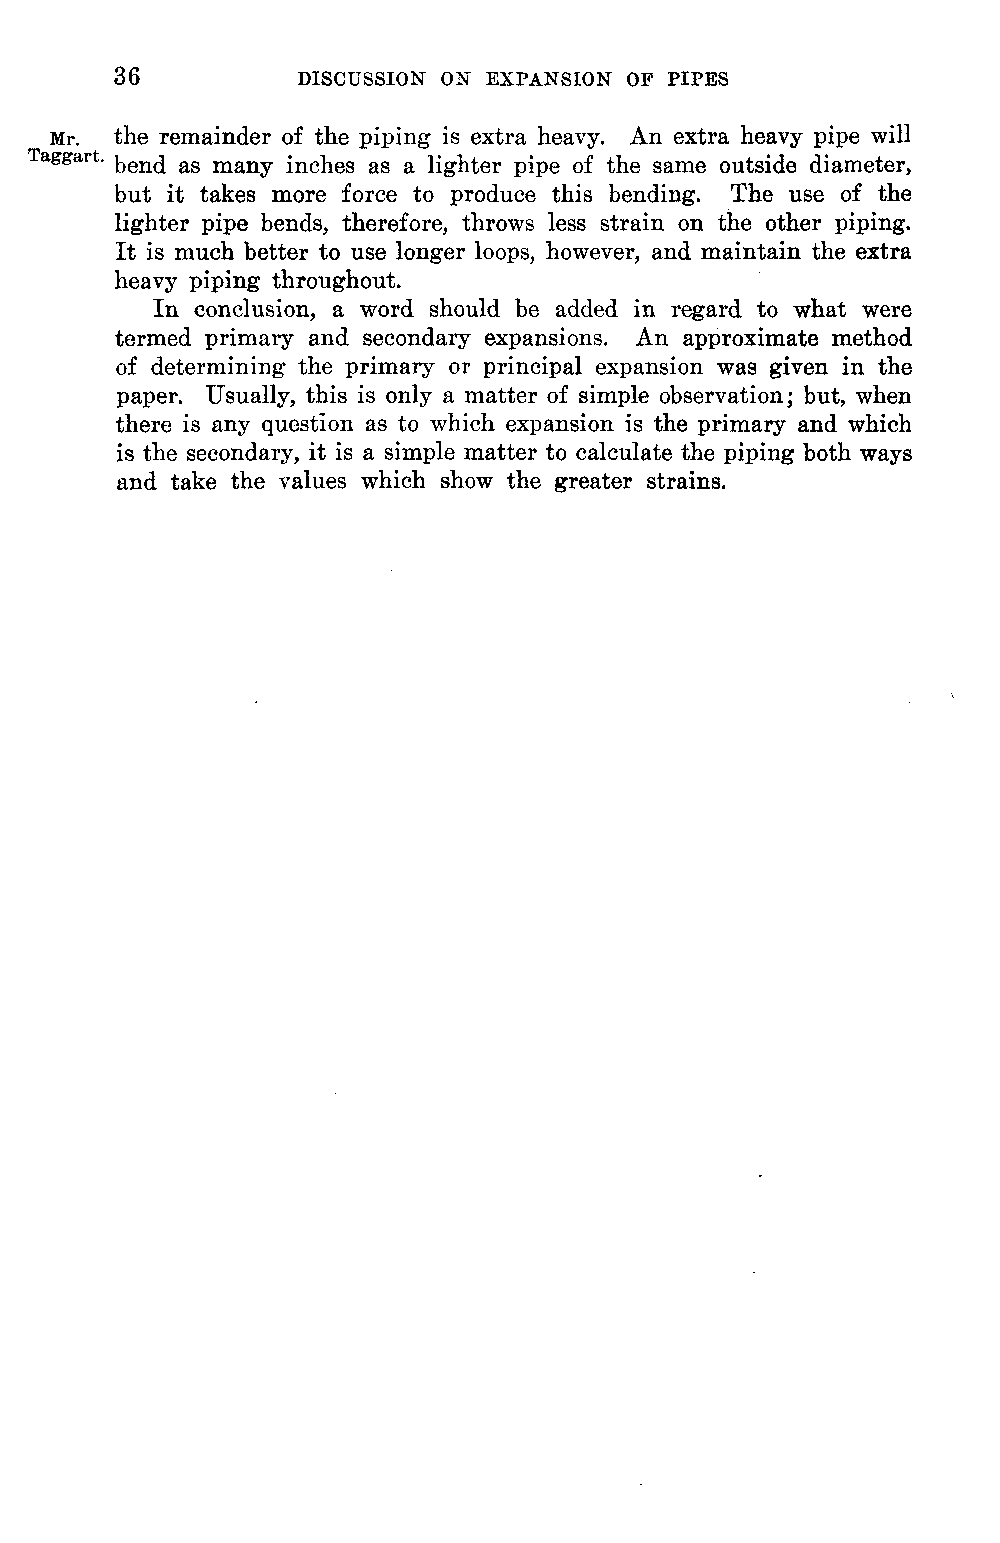 36 DISCUSSION ON EXPANSION OF PIPES
Mr. Taggart.
the remainder of the piping is extra heavy. An extra heavy pipe will
bend as many inches as a lighter pipe of the same outside diameter,
but it takes more force to produce this bending. The use of the
lighter pipe bends, therefore, throws less strain on the other piping.
It is much better to use longer loops, however, and maintain the extra
heavy piping throughout.
In conclusion, a word should be added in regard to what were
termed primary and secondary expansions. An approximate method
of determining the primary or principal expansion was given in the
paper. Usually, this is only a matter of simple observation; but, when
there is any question as to which expansion is the primary and which
is the secondary, it is a simple matter to calculate the piping both ways
and take the values which show the greater strains.